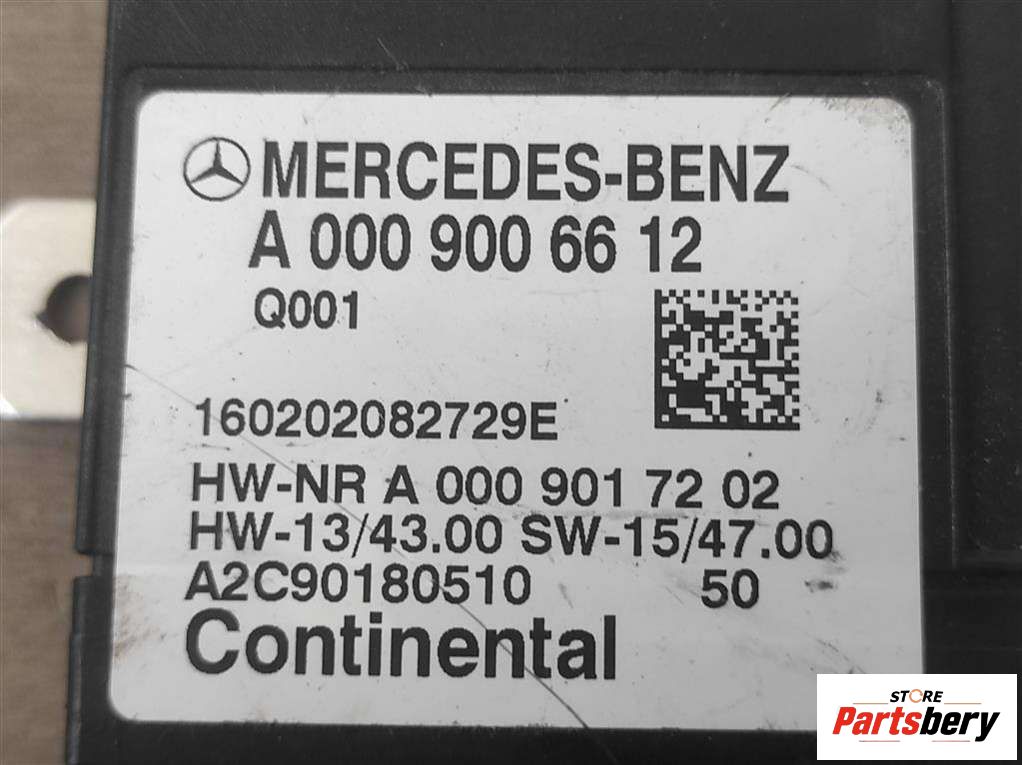 MERCEDES-BENZ
A 000 900 66 12
Q001
160202082729E
HW-NR A 000 901 72 02
HW-13/43.00 SW-15/47.00
A2C90180510 50
Continental
STORE
Partsbery